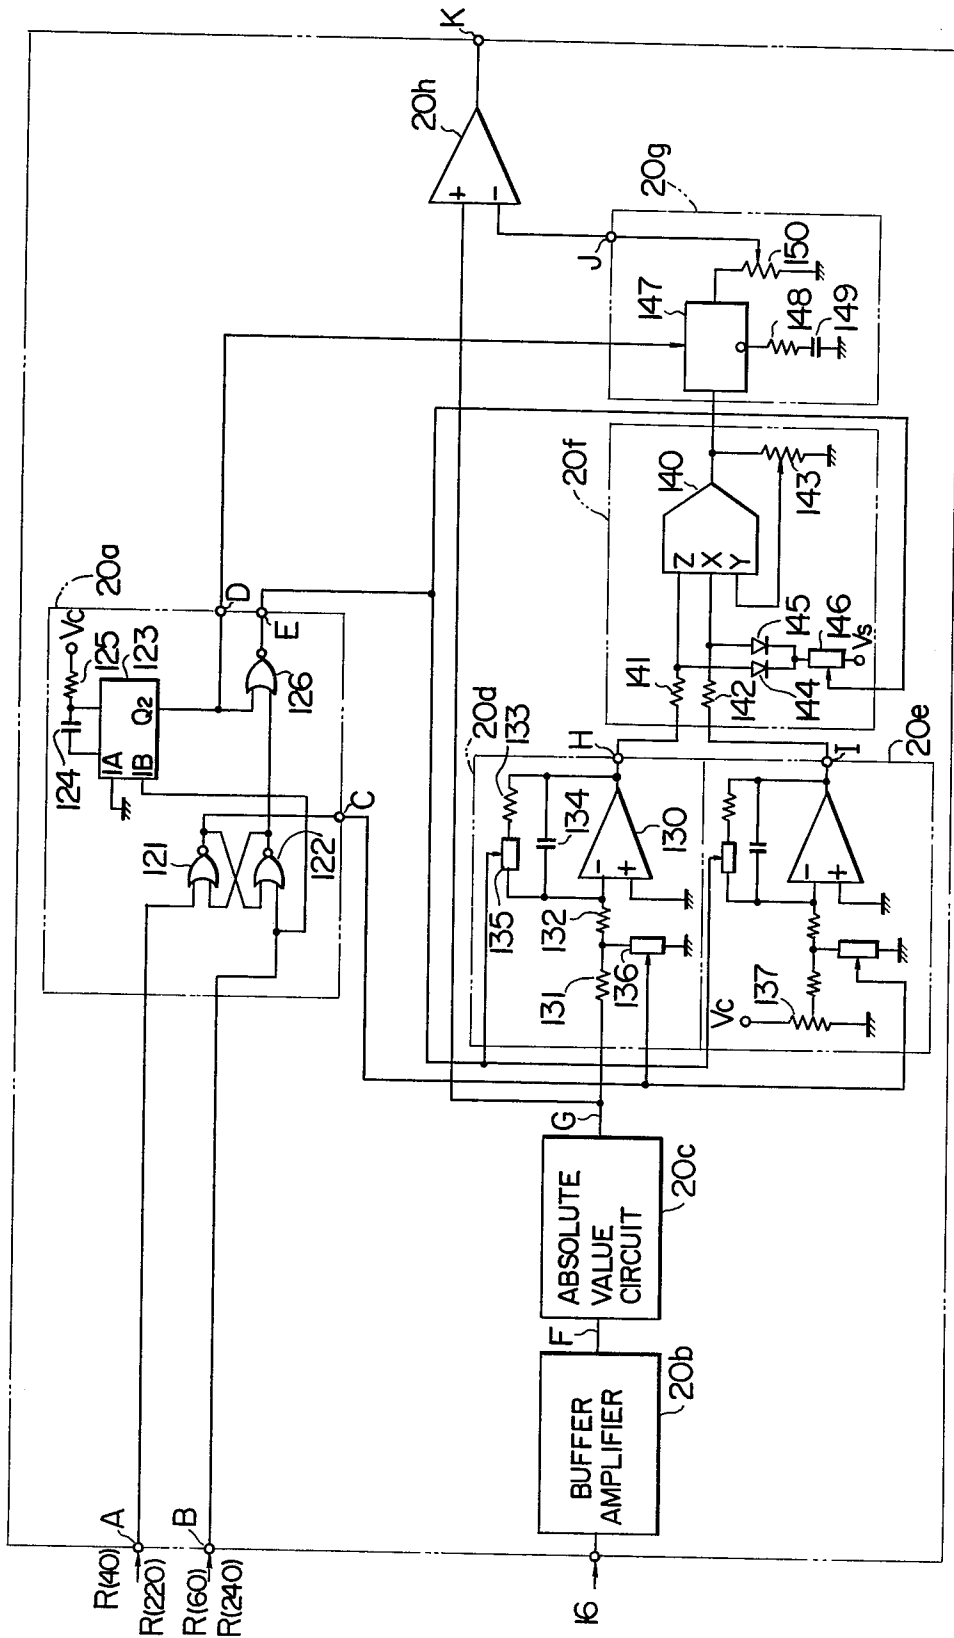 R(40)
R(220)
A
R(60)
R(240)
B
16
BUFFER
AMPLIFIER
20b
F
ABSOLUTE
VALUE
CIRCUIT
20c
G
20a
121
122
C
124
125
Vc
123
1A
1B
Q2
126
D
E
20d
131
132
133
134
135
136
130
-
+
H
20e
Vc
137
-
+
I
20f
141
142
Z
X
Y
140
143
144
145
146
Vs
20g
147
148
149
150
J
20h
+
-
K